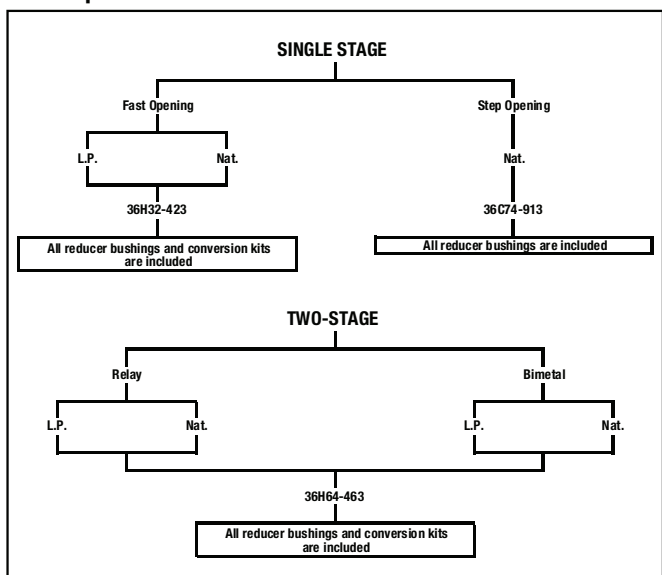 SINGLE STAGE
Fast Opening
Step Opening
L.P.
Nat.
Nat.
36H32-423
36C74-913
All reducer bushings and conversion kits
are included
All reducer bushings are included
TWO-STAGE
Relay
Bimetal
L.P.
Nat.
L.P.
Nat.
36H64-463
All reducer bushings and conversion kits
are included